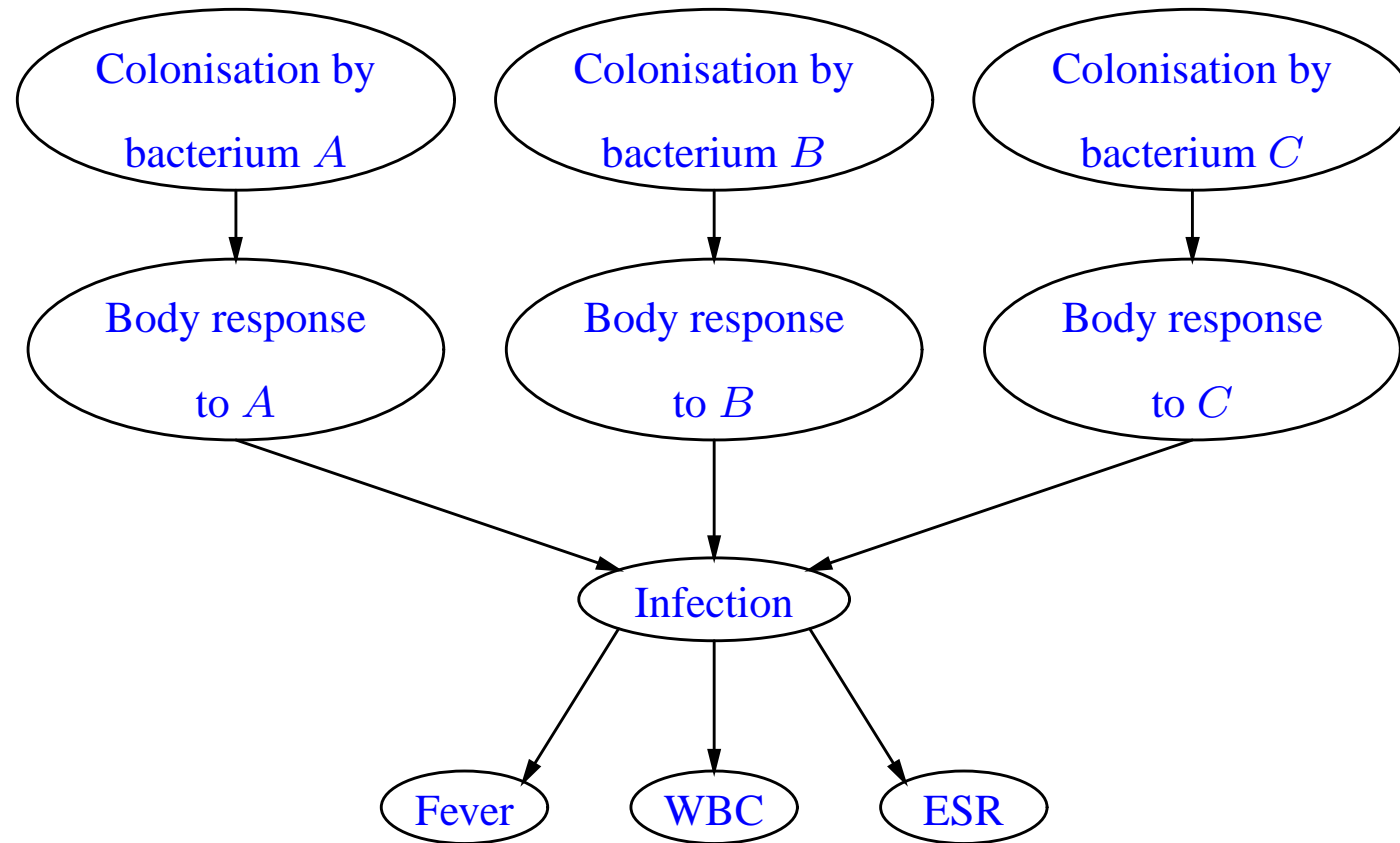 Colonisation by
bacterium A
Colonisation by
bacterium B
Colonisation by
bacterium C
Body response
to A
Body response
to B
Body response
to C
Infection
Fever
WBC
ESR